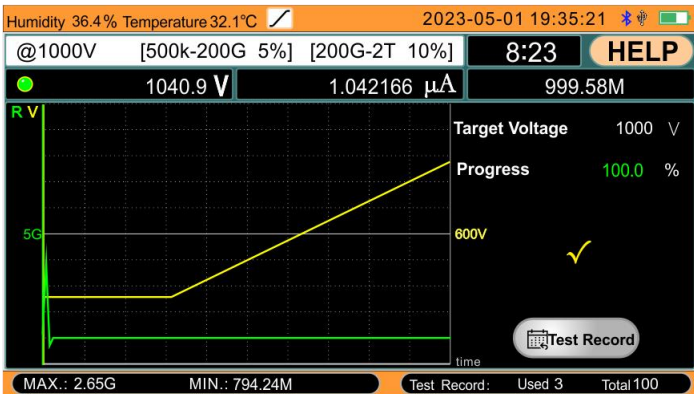 Humidity 36.4% Temperature 32.1℃ 2023-05-01 19:35:21
@1000V [500k-200G 5%] [200G-2T 10%] 8:23 HELP
1040.9 V 1.042166 μA 999.58M
R V
Target Voltage 1000 V
Progress 100.0 %
5G 600V
Test Record
time
MAX.: 2.65G MIN.: 794.24M Test Record: Used 3 Total 100